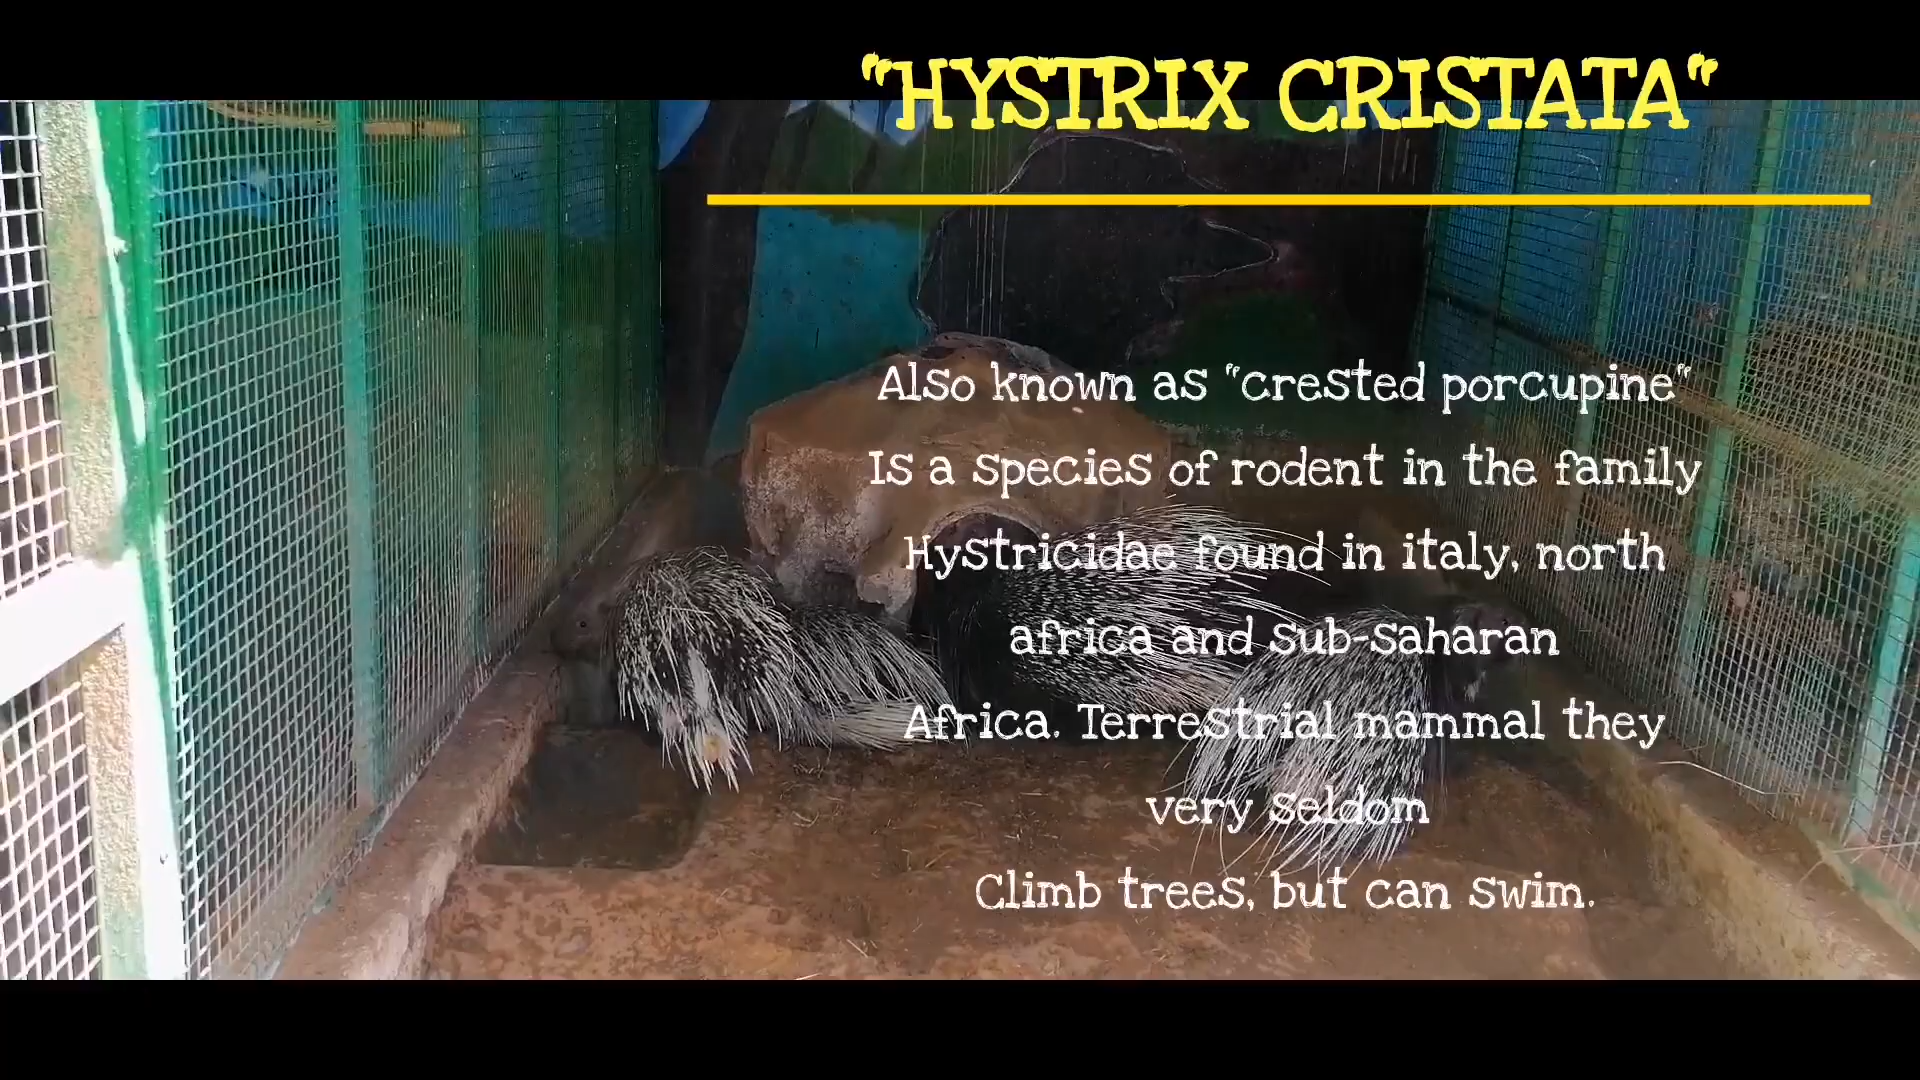 "HYSTRIX CRISTATA"
Also known as "crested porcupine"
Is a species of rodent in the family
Hystricidae found in italy, north
africa and sub-saharan
Africa. Terrestrial mammal they
very seldom
Climb trees, but can swim.